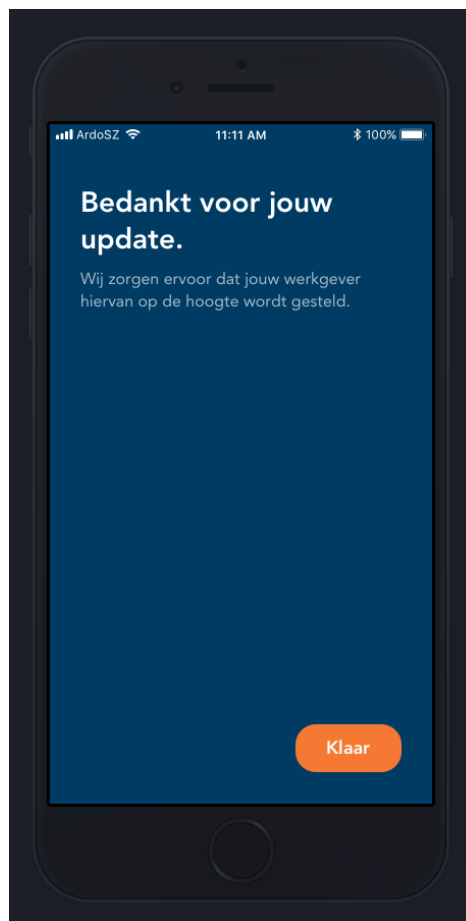 ArdoSZ 11:11 AM 100%
Bedankt voor jouw
update.
Wij zorgen ervoor dat jouw werkgever
hiervan op de hoogte wordt gesteld.
Klaar